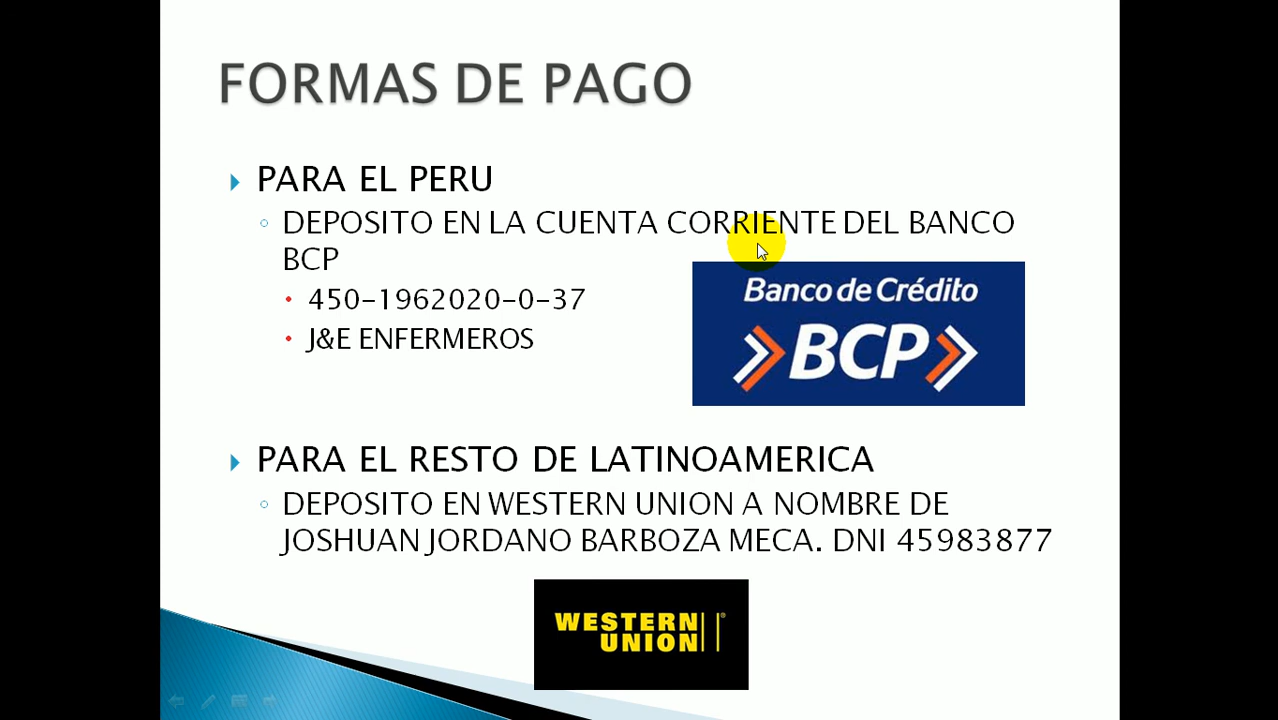 FORMAS DE PAGO
PARA EL PERU
DEPOSITO EN LA CUENTA CORRIENTE DEL BANCO
BCP
450-1962020-0-37
J&E ENFERMEROS
Banco de Crédito
BCP
PARA EL RESTO DE LATINOAMERICA
DEPOSITO EN WESTERN UNION A NOMBRE DE
JOSHUAN JORDANO BARBOZA MECA. DNI 45983877
WESTERN
UNION